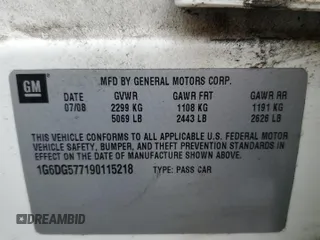 GM
MFD BY GENERAL MOTORS CORP.
DATE GVWR GAWR FRT GAWR RR
07/08 2299 KG 1108 KG 1191 KG
5069 LB 2443 LB 2626 LB
THIS VEHICLE CONFORMS TO ALL APPLICABLE U.S. FEDERAL MOTOR
VEHICLE SAFETY, BUMPER, AND THEFT PREVENTION STANDARDS IN
EFFECT ON THE DATE OF MANUFACTURE SHOWN ABOVE.
1G6DG577190115218 TYPE: PASS CAR
DREAMBID